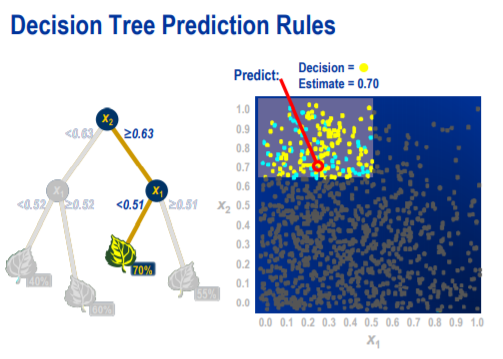 Decision Tree Prediction Rules
Predict:
Decision =
Estimate = 0.70
X2
<0.63
≥0.63
X1
X1
<0.52
≥0.52
<0.51
≥0.51
40%
60%
70%
55%
X2
1.0
0.9
0.8
0.7
0.6
0.5
0.4
0.3
0.2
0.1
0.0
0.0 0.1 0.2 0.3 0.4 0.5 0.6 0.7 0.8 0.9 1.0
X1